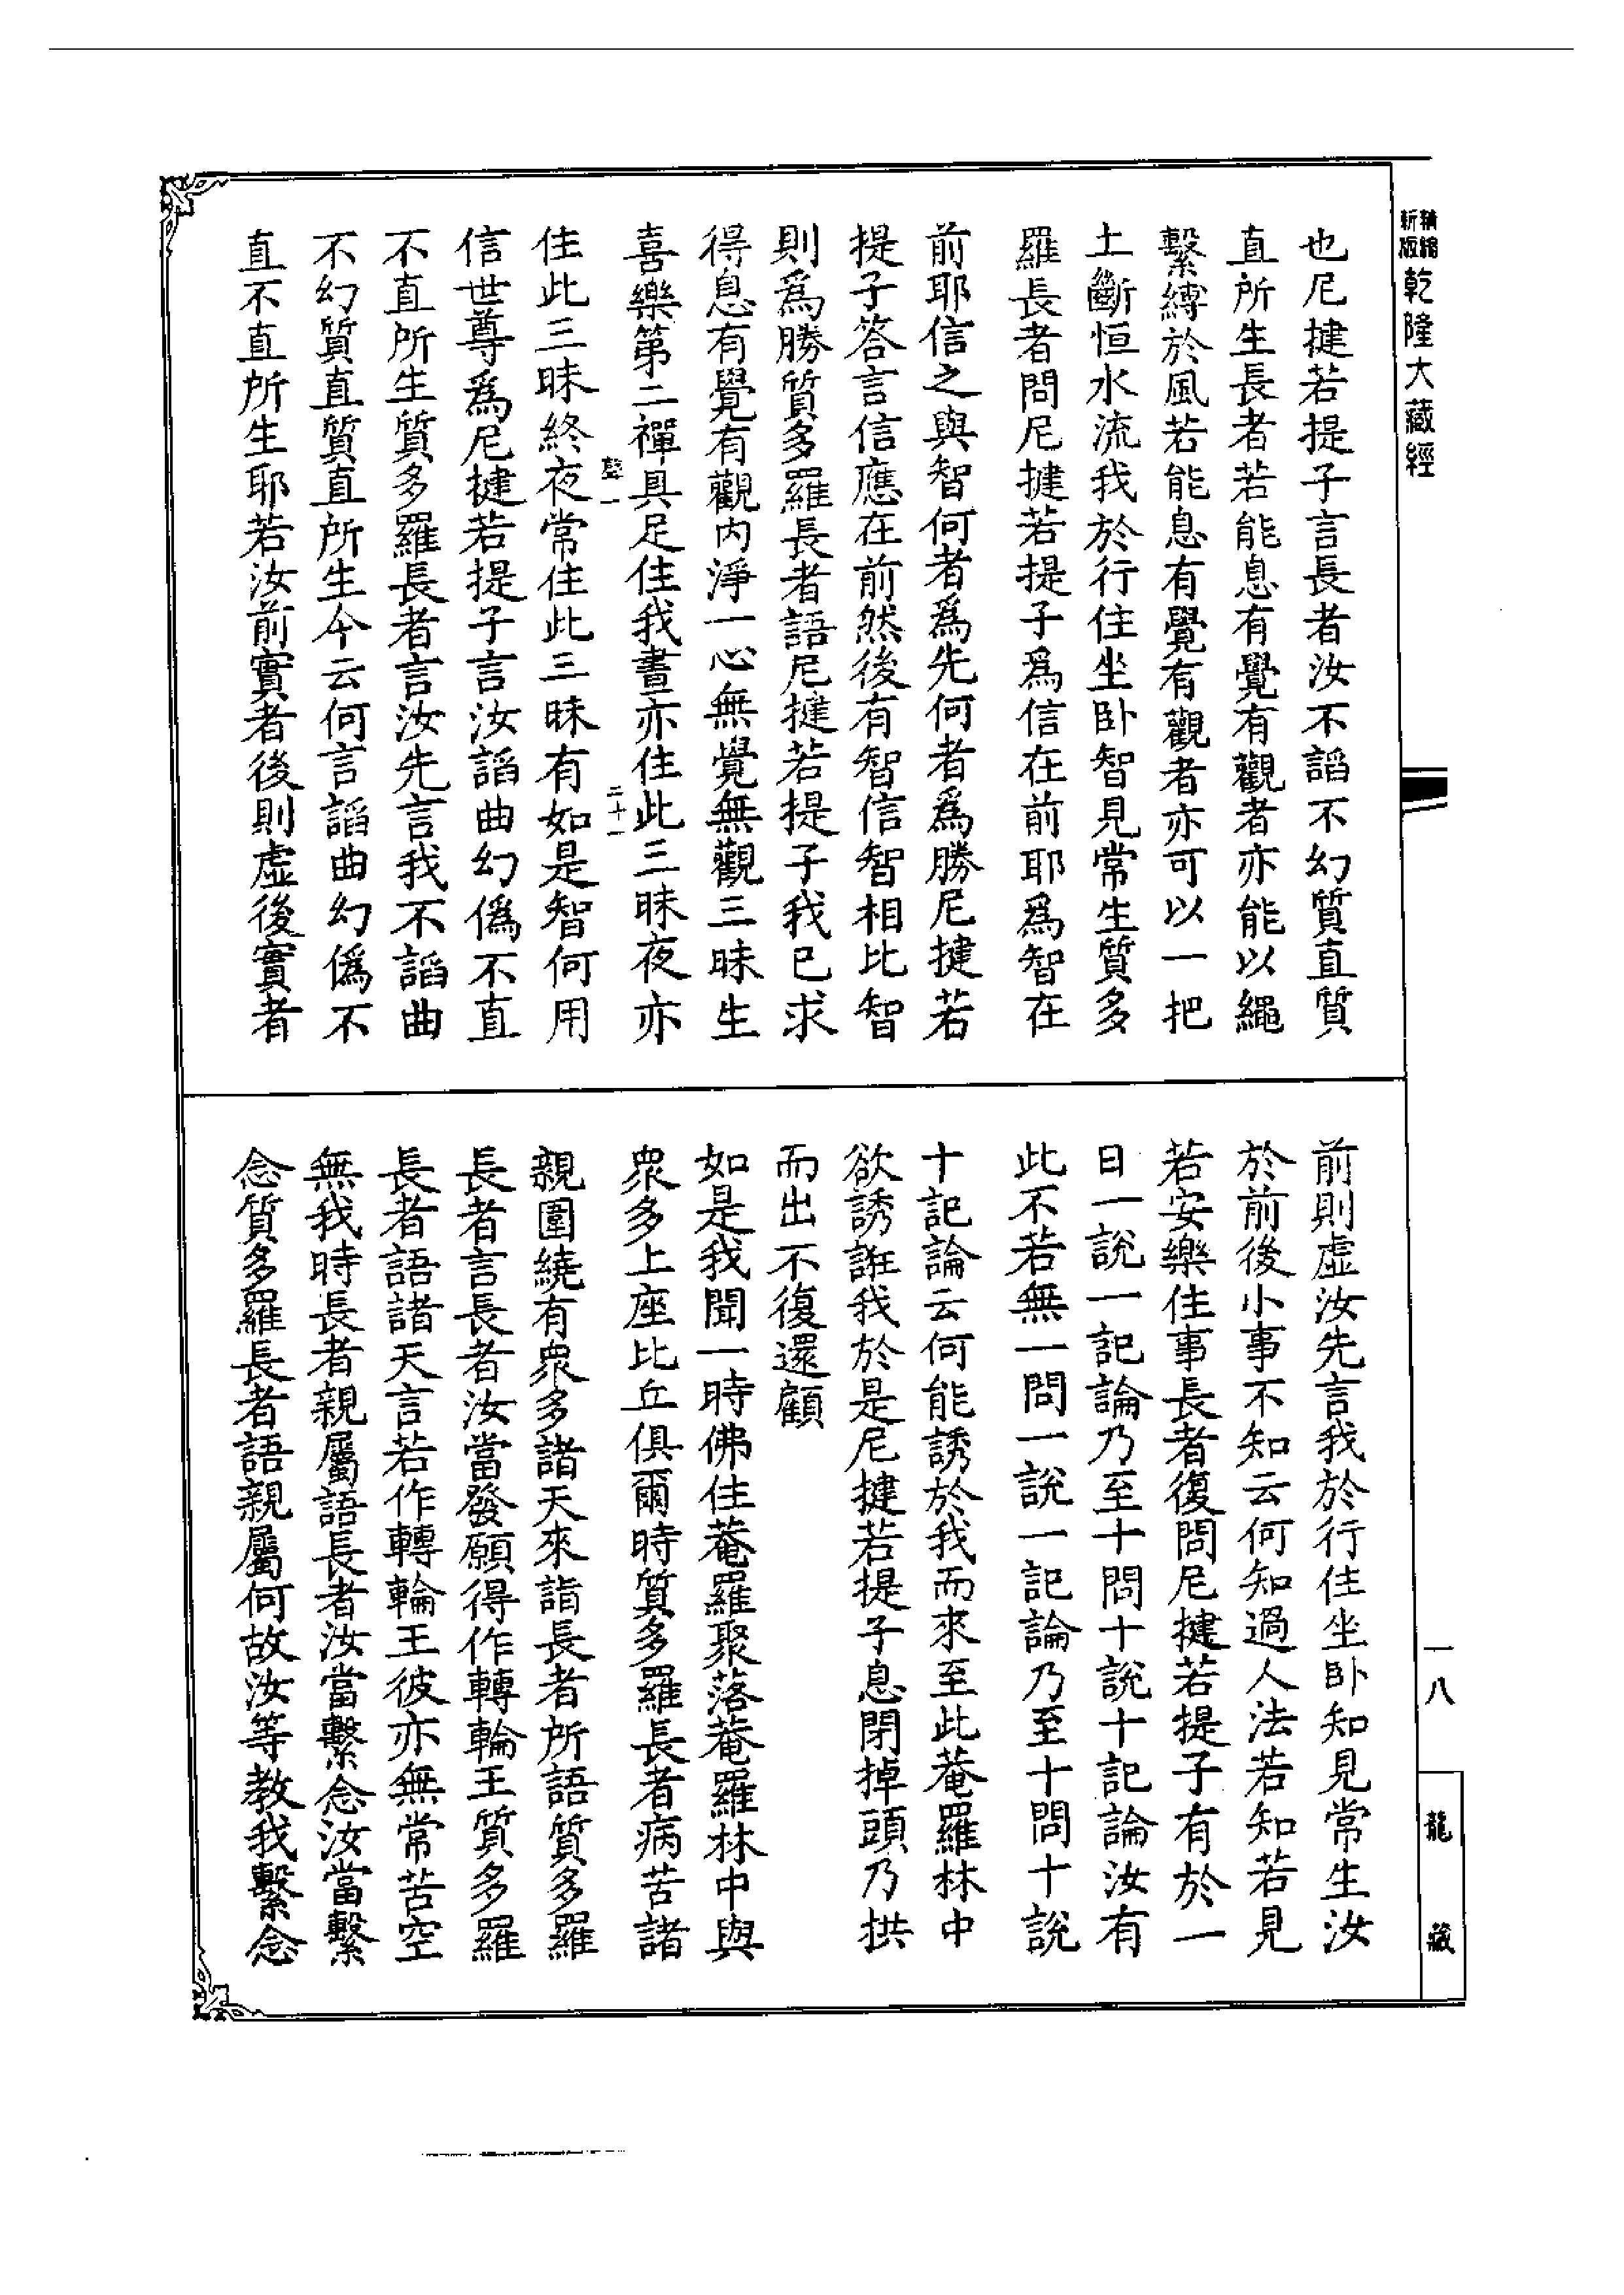 精縮
新版
乾隆大藏經
也尼揵若提子言長者汝不諂不幻質直質
直所生長者若能息有覺有觀者亦能以繩
繫縛於風若能息有覺有觀者亦可以一把
土斷恒水流我於行住坐卧智見常生質多
羅長者問尼揵若提子為信在前耶為智在
前耶信之與智何者為先何者為勝尼揵若
提子答言信應在前然後有智信智相比智
則為勝質多羅長者語尼揵若提子我已求
得息有覺有觀內淨一心無覺無觀三昧生
喜樂第二禪具足住我晝亦住此三昧夜亦
二十一
住此三昧終夜常住此三昧有如是智何用
信世尊為尼揵若提子言汝諂曲幻偽不直
不直所生質多羅長者言汝先言我不諂曲
不幻質直質直所生今云何言諂曲幻偽不
直不直所生耶若汝前實者後則虛後實者
前則虛汝先言我於行住坐卧知見常生汝
於前後小事不知云何知過人法若知若見
若安樂住事長者復問尼揵若提子有於一
日一說一記論乃至十問十說十記論汝有
此不若無一問一說一記論乃至十問十說
十記論云何能誘於我而來至此菴羅林中
欲誘誑我於是尼揵若提子息閉掉頭乃拱
而出不復還顧
如是我聞一時佛住菴羅聚落菴羅林中與
眾多上座比丘俱爾時質多羅長者病苦諸
親圍繞有眾多諸天來詣長者所語質多羅
長者言長者汝當發願得作轉輪王質多羅
長者語諸天言若作轉輪王彼亦無常苦空
無我時長者親屬語長者汝當繫念汝當繫
念質多羅長者語親屬何故汝等教我繫念
一八
龍藏